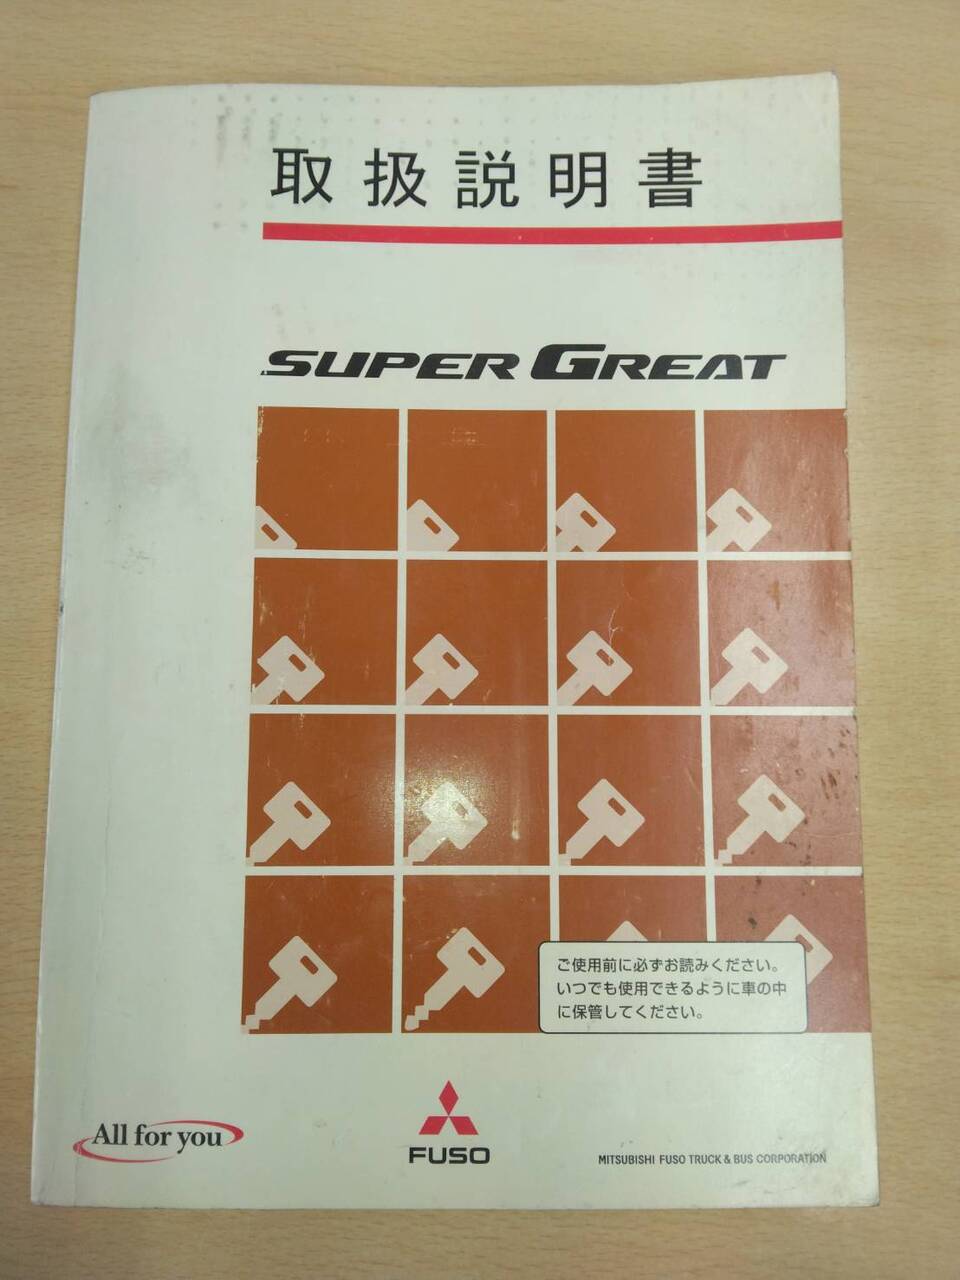 取扱説明書
SUPER GREAT
ご使用前に必ずお読みください。
いつでも使用できるように車の中
に保管してください。
All for you
FUSO
MITSUBISHI FUSO TRUCK & BUS CORPORATION